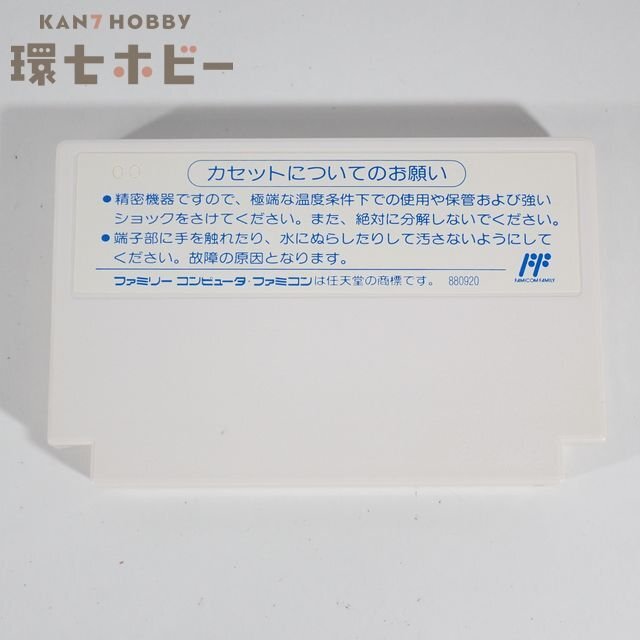 KAN7HOBBY
環七ホビー
カセットについてのお願い
●精密機器ですので、極端な温度条件下での使用や保管および強い
ショックをさけてください。また、絶対に分解しないでください。
●端子部に手を触れたり、水にぬらしたりして汚さないようにして
ください。故障の原因となります。
ファミリー コンピュータ・ファミコンは任天堂の商標です。 880920
FF
FAMICOM FAMILY